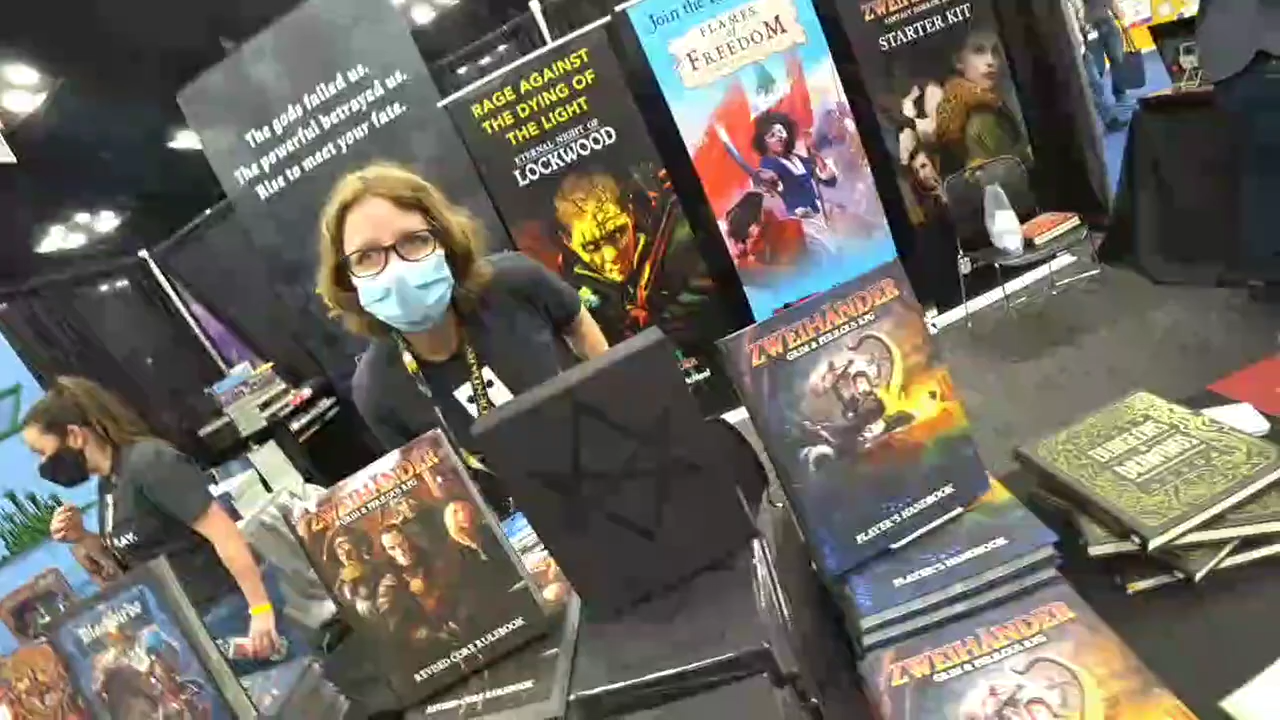 The gods failed us.
The powerful betrayed us.
Rise to meet your fate.
RAGE AGAINST
THE DYING OF
THE LIGHT
ETERNAL NIGHT OF
LOCKWOOD
Join the
FLAMES
of
FREEDOM
ZWEIHANDER
STARTER KIT
ZWEIHÄNDER
GRIM & PERILOUS RPG
PLAYER'S HANDBOOK
PLAYER'S HANDBOOK
ZWEIHÄNDER
GRIM & PERILOUS RPG
REVISED CORE RULEBOOK
ZWEIHÄNDER
GRIM & PERILOUS RPG